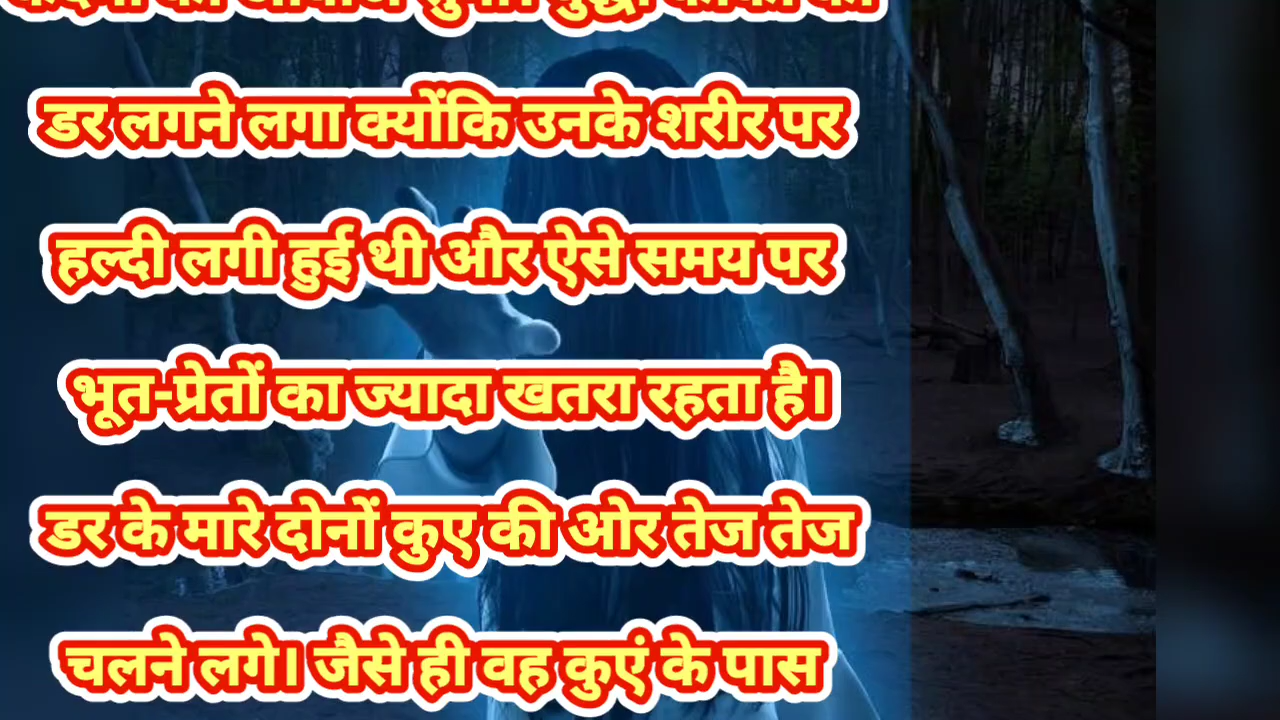 डर लगने लगा क्योंकि उनके शरीर पर
हल्दी लगी हुई थी और ऐसे समय पर
भूत-प्रेतों का ज्यादा खतरा रहता है।
डर के मारे दोनों कुए की ओर तेज तेज
चलने लगे। जैसे ही वह कुएं के पास